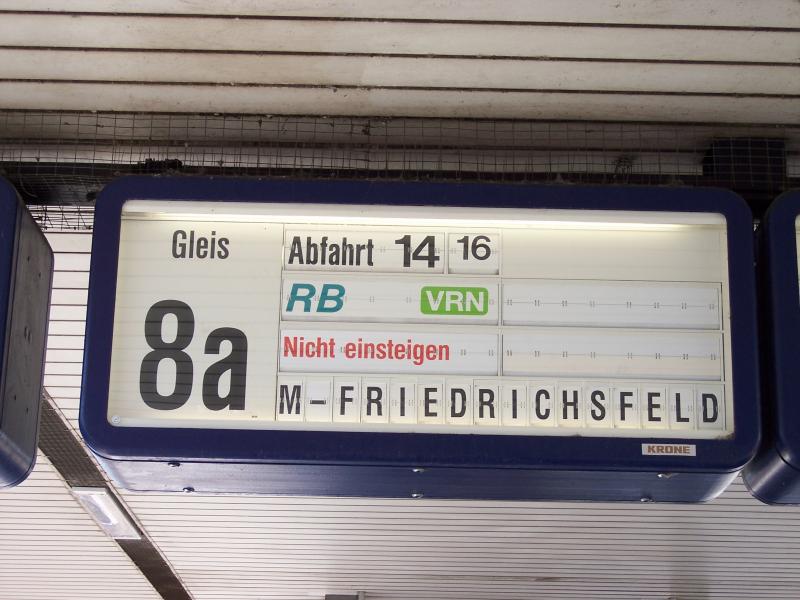 Gleis
8a
Abfahrt 14 16
RB VRN
Nicht einsteigen
M-FRIEDRICHSFELD
KRONE